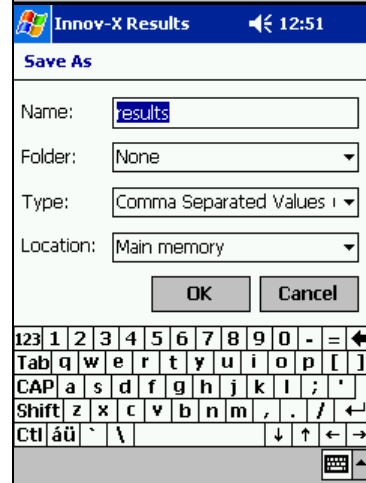 Innov-X Results 12:51
Save As
Name: results
Folder: None
Type: Comma Separated Values (
Location: Main memory
OK Cancel
123 1 2 3 4 5 6 7 8 9 0 - = ←
Tab q w e r t y u i o p [ ]
CAP a s d f g h j k l ; '
Shift z x c v b n m , . / ↵
Ctl áü ` \ ↓ ↑ ← →